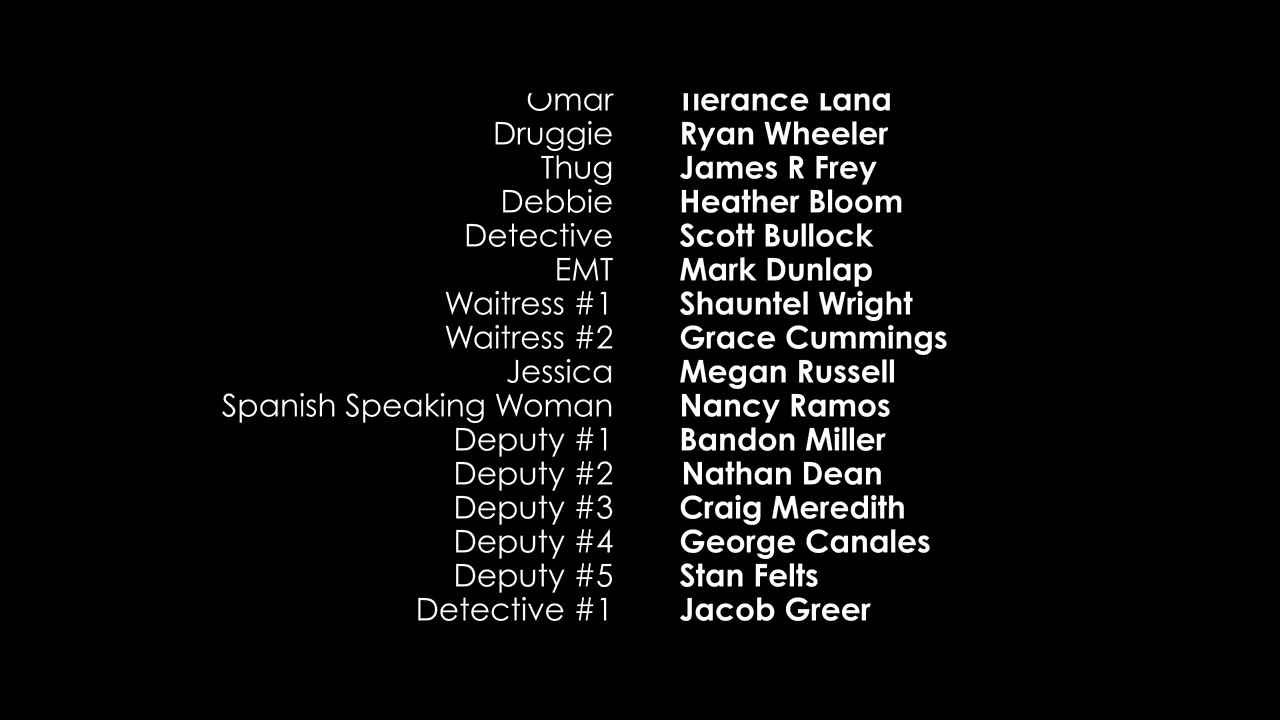 Omar Tierance Land
Druggie Ryan Wheeler
Thug James R Frey
Debbie Heather Bloom
Detective Scott Bullock
EMT Mark Dunlap
Waitress #1 Shauntel Wright
Waitress #2 Grace Cummings
Jessica Megan Russell
Spanish Speaking Woman Nancy Ramos
Deputy #1 Bandon Miller
Deputy #2 Nathan Dean
Deputy #3 Craig Meredith
Deputy #4 George Canales
Deputy #5 Stan Felts
Detective #1 Jacob Greer